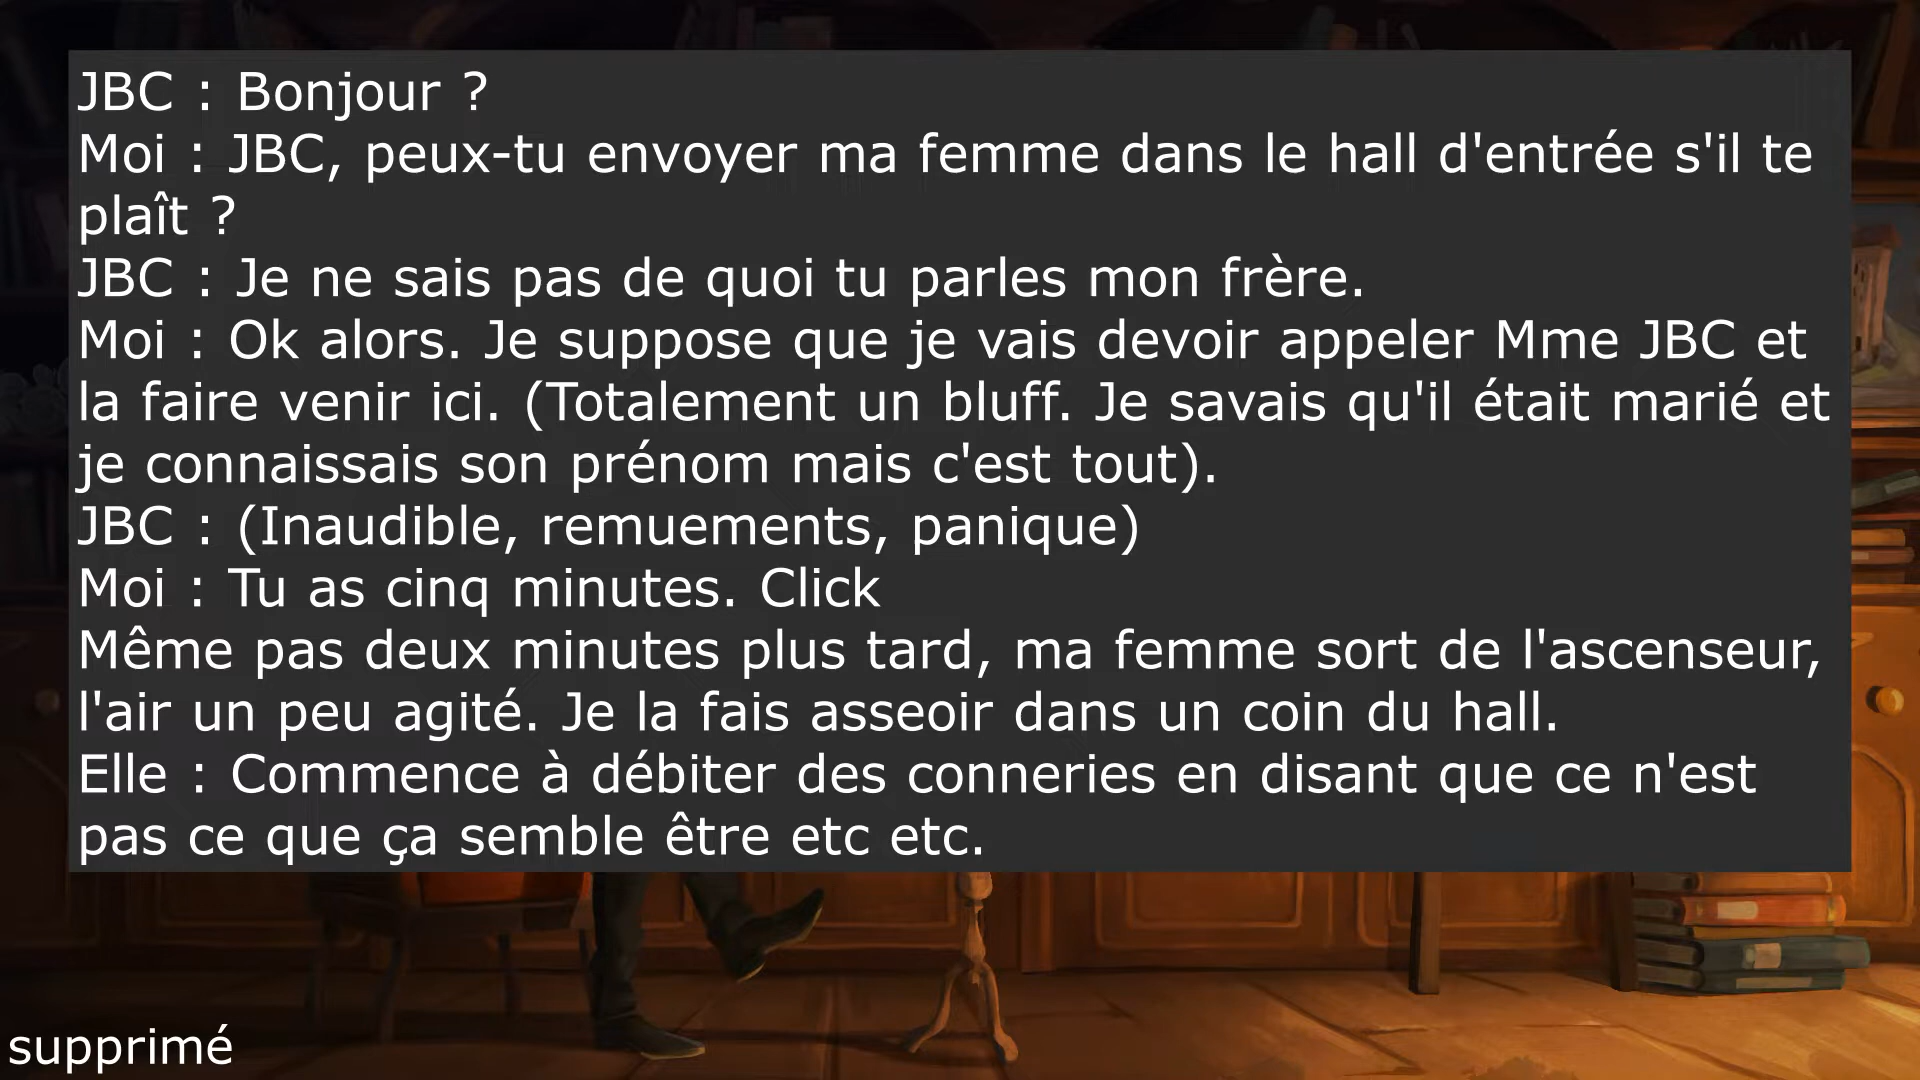 JBC : Bonjour ?
Moi : JBC, peux-tu envoyer ma femme dans le hall d'entrée s'il te
plaît ?
JBC : Je ne sais pas de quoi tu parles mon frère.
Moi : Ok alors. Je suppose que je vais devoir appeler Mme JBC et
la faire venir ici. (Totalement un bluff. Je savais qu'il était marié et
je connaissais son prénom mais c'est tout).
JBC : (Inaudible, remuements, panique)
Moi : Tu as cinq minutes. Click
Même pas deux minutes plus tard, ma femme sort de l'ascenseur,
l'air un peu agité. Je la fais asseoir dans un coin du hall.
Elle : Commence à débiter des conneries en disant que ce n'est
pas ce que ça semble être etc etc.
supprimé